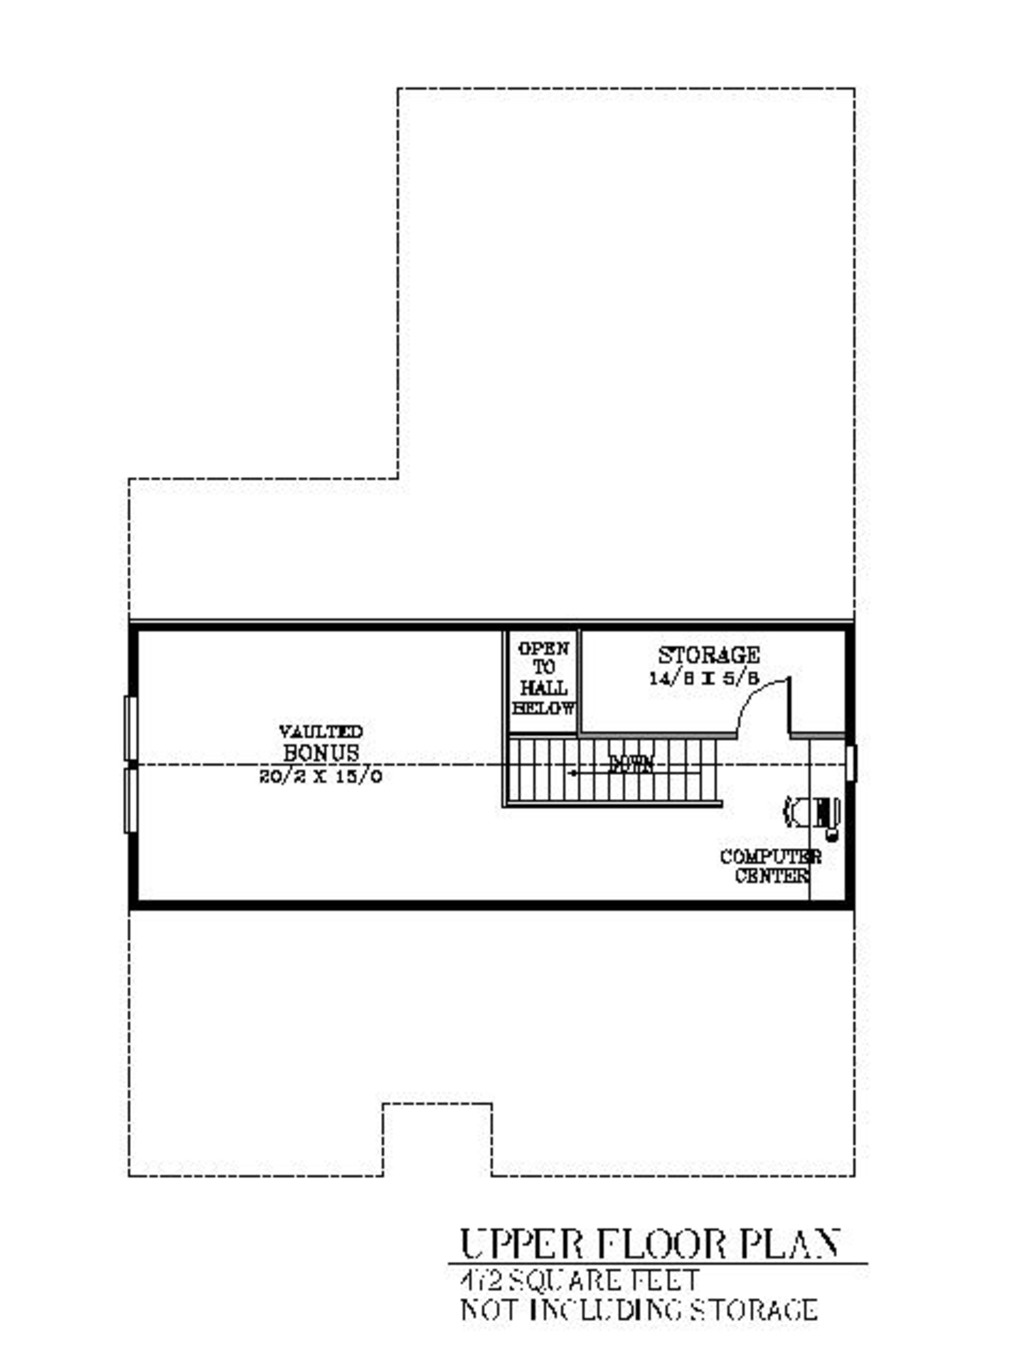 OPEN
TO
HALL
BELOW
STORAGE
14/8 X 5/8
VAULTED
BONUS
20/2 X 15/0
DOWN
COMPUTER
CENTER
UPPER FLOOR PLAN
472 SQUARE FEET
NOT INCLUDING STORAGE